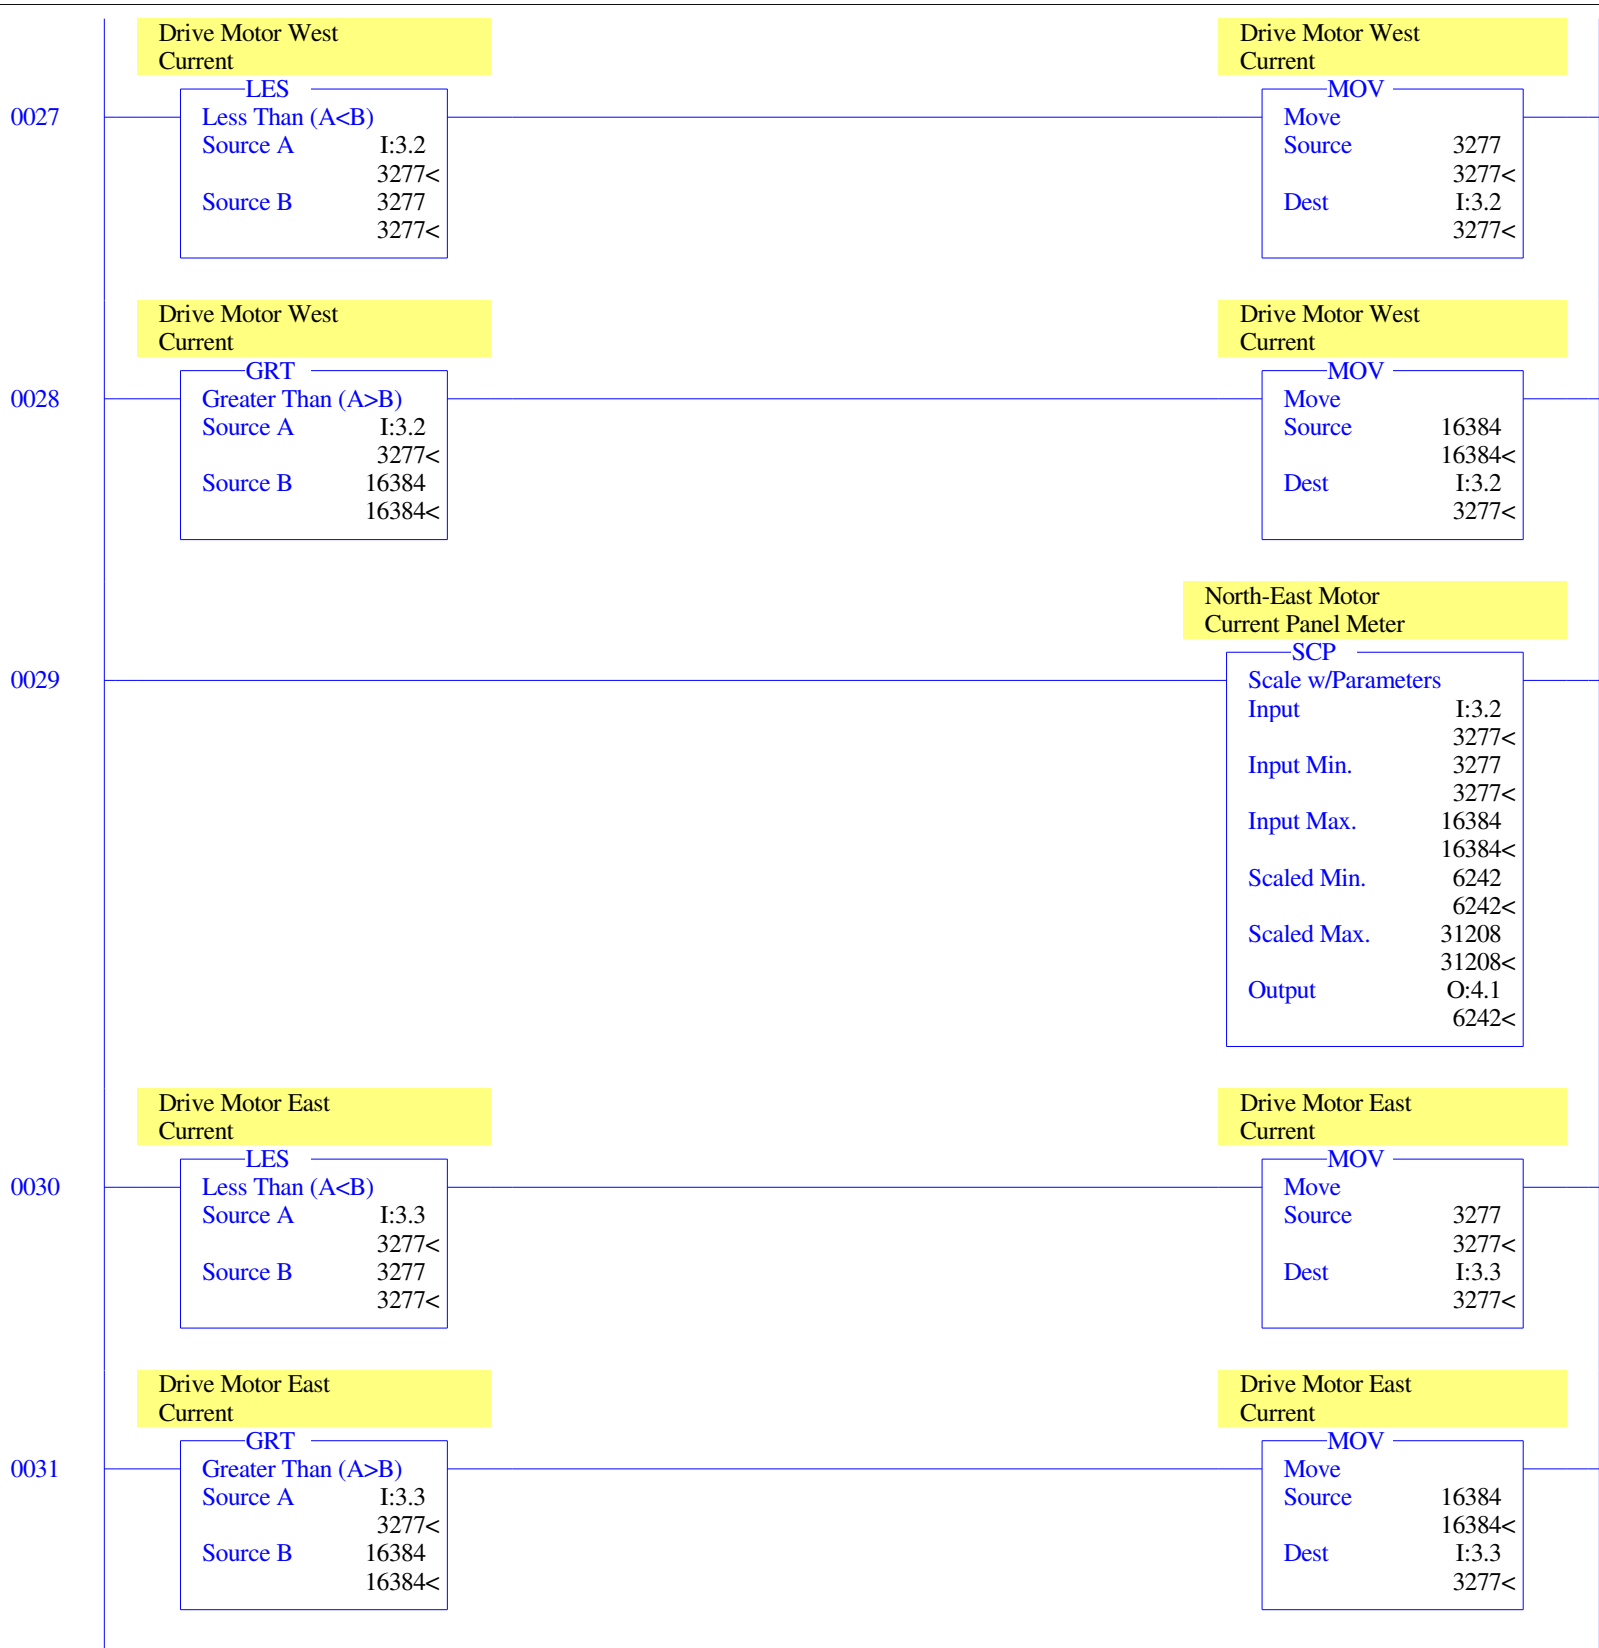 Drive Motor West
Current
Drive Motor West
Current
0027
LES
Less Than (A<B)
Source A I:3.2
3277<
Source B 3277
3277<
MOV
Move
Source 3277
3277<
Dest I:3.2
3277<
Drive Motor West
Current
Drive Motor West
Current
0028
GRT
Greater Than (A>B)
Source A I:3.2
3277<
Source B 16384
16384<
MOV
Move
Source 16384
16384<
Dest I:3.2
3277<
North-East Motor
Current Panel Meter
0029
SCP
Scale w/Parameters
Input I:3.2
3277<
Input Min. 3277
3277<
Input Max. 16384
16384<
Scaled Min. 6242
6242<
Scaled Max. 31208
31208<
Output O:4.1
6242<
Drive Motor East
Current
Drive Motor East
Current
0030
LES
Less Than (A<B)
Source A I:3.3
3277<
Source B 3277
3277<
MOV
Move
Source 3277
3277<
Dest I:3.3
3277<
Drive Motor East
Current
Drive Motor East
Current
0031
GRT
Greater Than (A>B)
Source A I:3.3
3277<
Source B 16384
16384<
MOV
Move
Source 16384
16384<
Dest I:3.3
3277<